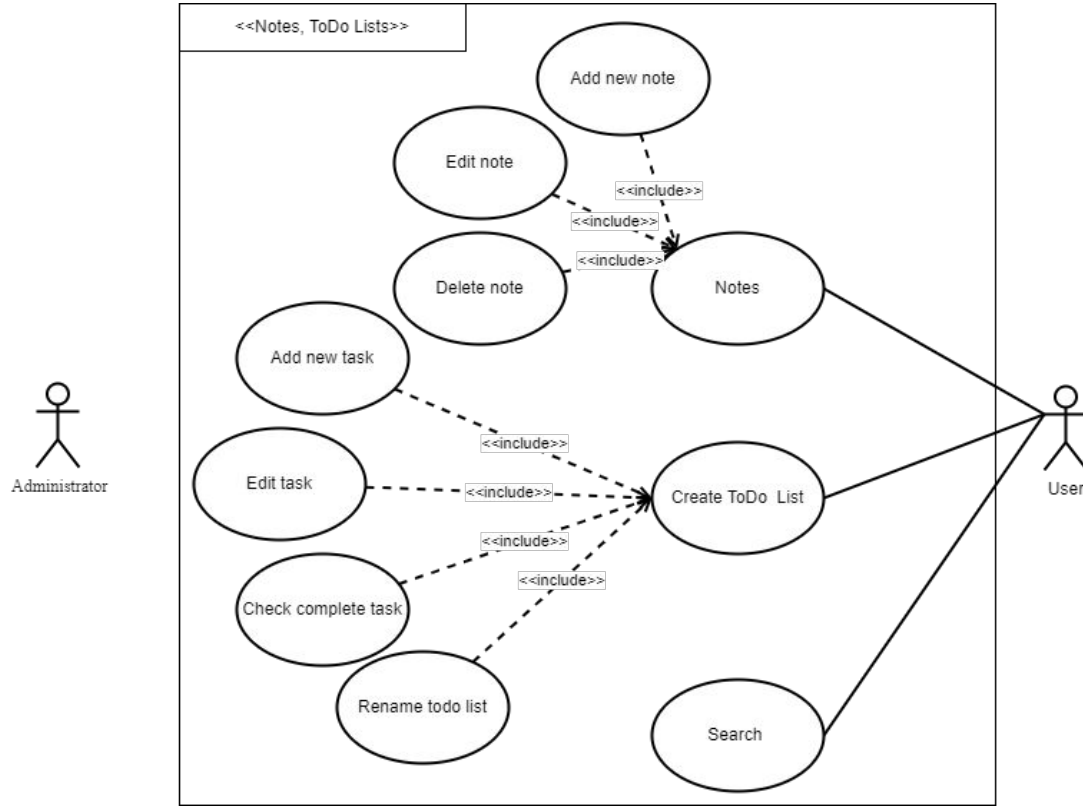 <<Notes, ToDo Lists>>
Add new note
Edit note
<<include>>
<<include>>
<<include>>
Delete note
Notes
Add new task
<<include>>
Administrator
Edit task
<<include>>
Create ToDo List
User
<<include>>
<<include>>
Check complete task
Rename todo list
Search